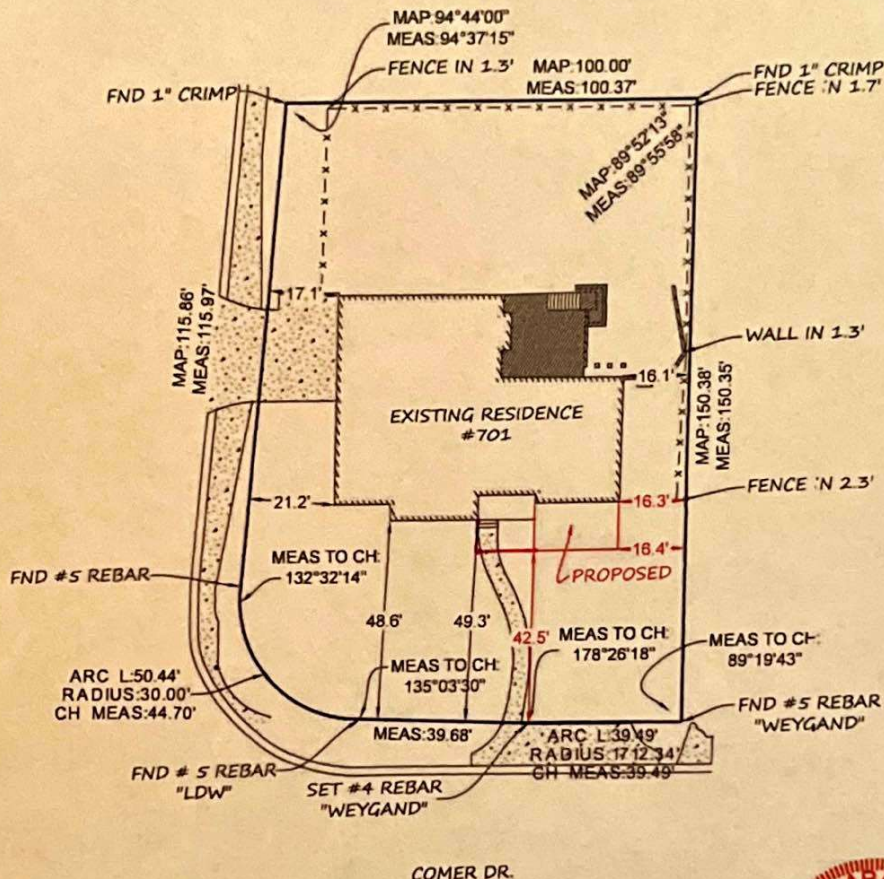 MAP:94°44'00"
MEAS:94°37'15"
FENCE IN 1.3'
MAP:100.00'
MEAS:100.37'
FND 1" CRIMP
FND 1" CRIMP
FENCE IN 1.7'
MAP:89°52'13"
MEAS:89°55'58"
17.1'
MAP:115.86'
MEAS:115.97'
WALL IN 1.3'
16.1'
MAP:150.38'
MEAS:150.35'
EXISTING RESIDENCE
#701
FENCE IN 2.3'
21.2'
16.3'
16.4'
PROPOSED
FND #5 REBAR
MEAS TO CH:
132°32'14"
48.6'
49.3'
42.5'
MEAS TO CH:
178°26'18"
MEAS TO CH:
89°19'43"
MEAS TO CH:
135°03'30"
ARC L:50.44'
RADIUS:30.00'
CH MEAS:44.70'
FND #5 REBAR
"WEYGAND"
MEAS:39.68'
ARC L:39.49'
RADIUS:1712.34'
CH MEAS:39.49'
FND # 5 REBAR
"LDW"
SET #4 REBAR
"WEYGAND"
COMER DR.